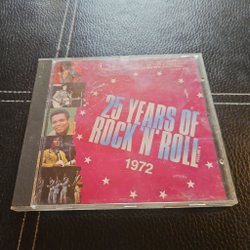 25 YEARS OF
ROCK 'N' ROLL
1972